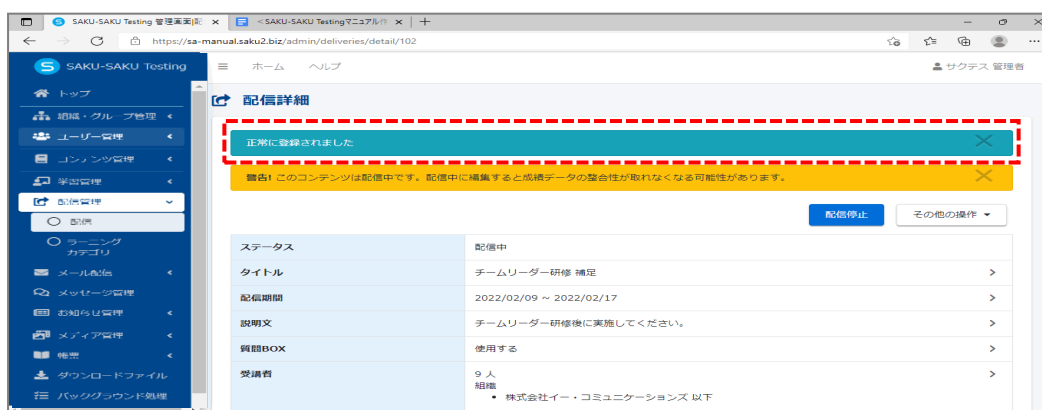 SAKU-SAKU Testing 管理画面|配
<SAKU-SAKU Testingマニュアル作
https://sa-manual.saku2.biz/admin/deliveries/detail/102
SAKU-SAKU Testing
ホーム ヘルプ
サクテス 管理者
トップ
組織・グループ管理
ユーザー管理
コンテンツ管理
学習管理
配信管理
配信
ラーニング
カテゴリ
メール配信
メッセージ管理
お知らせ管理
メディア管理
帳票
ダウンロードファイル
バックグラウンド処理
配信詳細
正常に登録されました
警告! このコンテンツは配信中です。配信中に編集すると成績データの整合性が取れなくなる可能性があります。
配信停止 その他の操作
ステータス 配信中
タイトル チームリーダー研修 補足
配信期間 2022/02/09 ~ 2022/02/17
説明文 チームリーダー研修後に実施してください。
質問BOX 使用する
受講者 9 人
組織
• 株式会社イー・コミュニケーションズ 以下